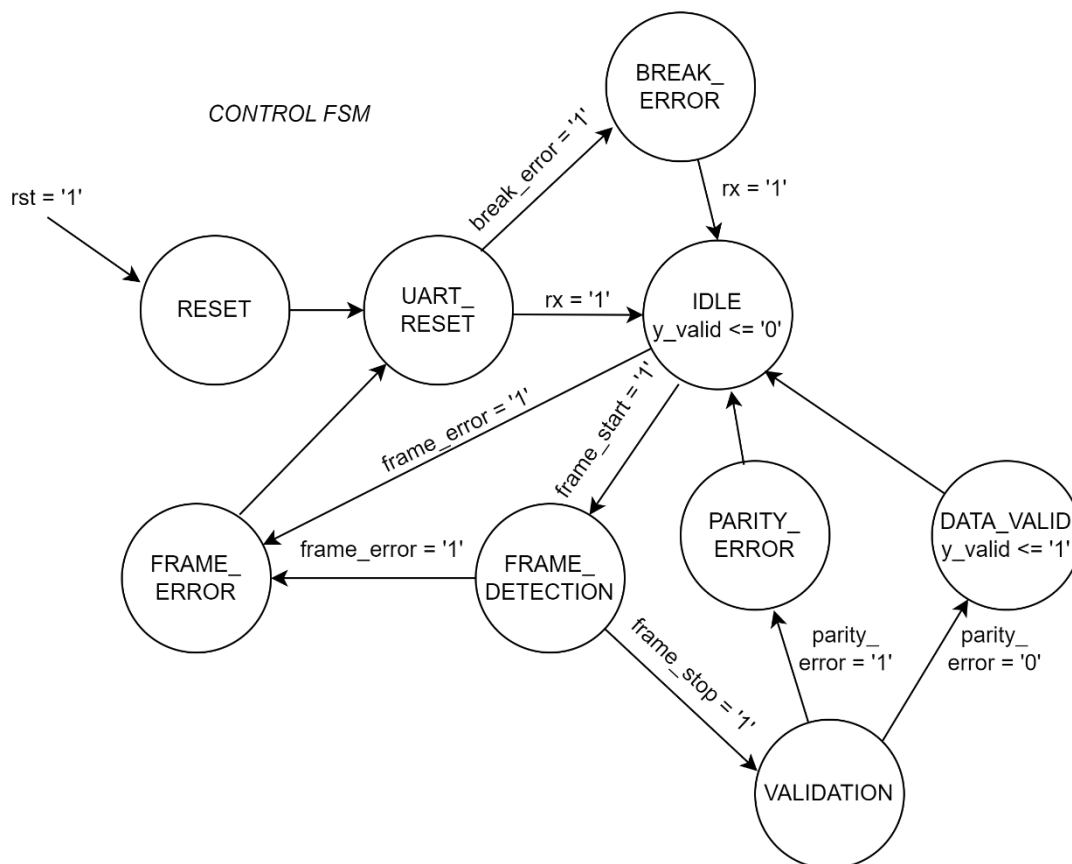 BREAK_
ERROR
CONTROL FSM
break_error = '1'
rst = '1'
rx = '1'
RESET
UART_
RESET
rx = '1'
IDLE
y_valid <= '0'
frame_error = '1'
frame_start = '1'
FRAME_
ERROR
frame_error = '1'
FRAME_
DETECTION
PARITY_
ERROR
DATA_VALID
y_valid <= '1'
frame_stop = '1'
parity_
error = '1'
parity_
error = '0'
VALIDATION